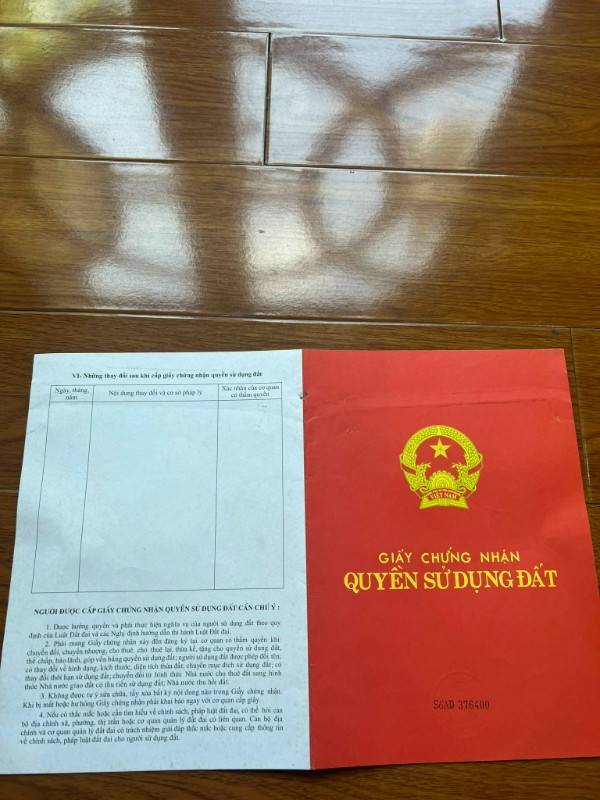 VI- Những thay đổi sau khi cấp giấy chứng nhận quyền sử dụng đất
Ngày, tháng, năm
Nội dung thay đổi và cơ sở pháp lý
Xác nhận của cơ quan có thẩm quyền
NGƯỜI ĐƯỢC CẤP GIẤY CHỨNG NHẬN QUYỀN SỬ DỤNG ĐẤT CẦN CHÚ Ý :
1. Được hưởng quyền và phải thực hiện nghĩa vụ của người sử dụng đất theo quy
định của Luật Đất đai và các Nghị định hướng dẫn thi hành Luật Đất đai.
2. Phải mang Giấy chứng nhận này đến đăng ký tại cơ quan có thẩm quyền khi:
chuyển đổi, chuyển nhượng, cho thuê, cho thuê lại, thừa kế, tặng cho quyền sử dụng đất,
thế chấp, bảo lãnh, góp vốn bằng quyền sử dụng đất; người sử dụng đất được phép đổi tên;
có thay đổi về hình dạng, kích thước, diện tích thửa đất; chuyển mục đích sử dụng đất; có
thay đổi thời hạn sử dụng đất; chuyển đổi từ hình thức Nhà nước cho thuê đất sang hình
thức Nhà nước giao đất có thu tiền sử dụng đất; Nhà nước thu hồi đất.
3. Không được tự ý sửa chữa, tẩy xóa bất kỳ nội dung nào trong Giấy chứng nhận.
Khi bị mất hoặc hư hỏng Giấy chứng nhận phải khai báo ngay với cơ quan cấp giấy.
4. Nếu có thắc mắc hoặc cần tìm hiểu về chính sách, pháp luật đất đai, có thể hỏi cán
bộ địa chính xã, phường, thị trấn hoặc cơ quan quản lý đất đai có liên quan. Cán bộ địa
chính và cơ quan quản lý đất đai có trách nhiệm giải đáp thắc mắc hoặc cung cấp thông tin
về chính sách, pháp luật đất đai cho người sử dụng đất.
VIỆT NAM
GIẤY CHỨNG NHẬN
QUYỀN SỬ DỤNG ĐẤT
S6AD 376400